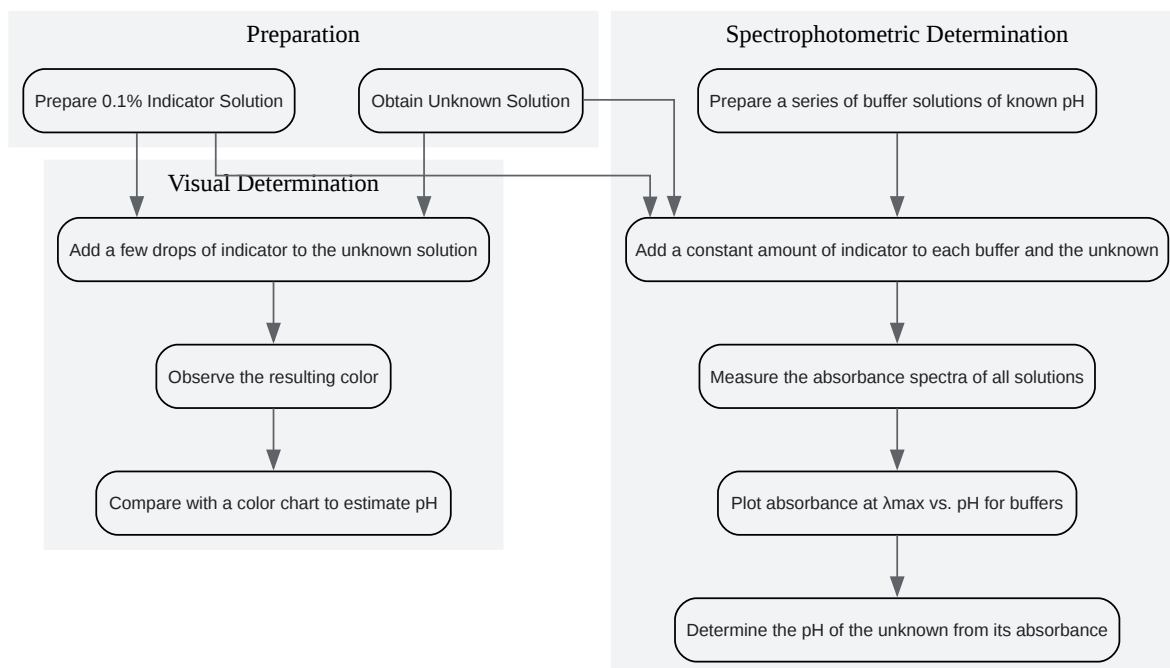 Preparation
Prepare 0.1% Indicator Solution
Obtain Unknown Solution
Visual Determination
Add a few drops of indicator to the unknown solution
Observe the resulting color
Compare with a color chart to estimate pH
Spectrophotometric Determination
Prepare a series of buffer solutions of known pH
Add a constant amount of indicator to each buffer and the unknown
Measure the absorbance spectra of all solutions
Plot absorbance at λmax vs. pH for buffers
Determine the pH of the unknown from its absorbance